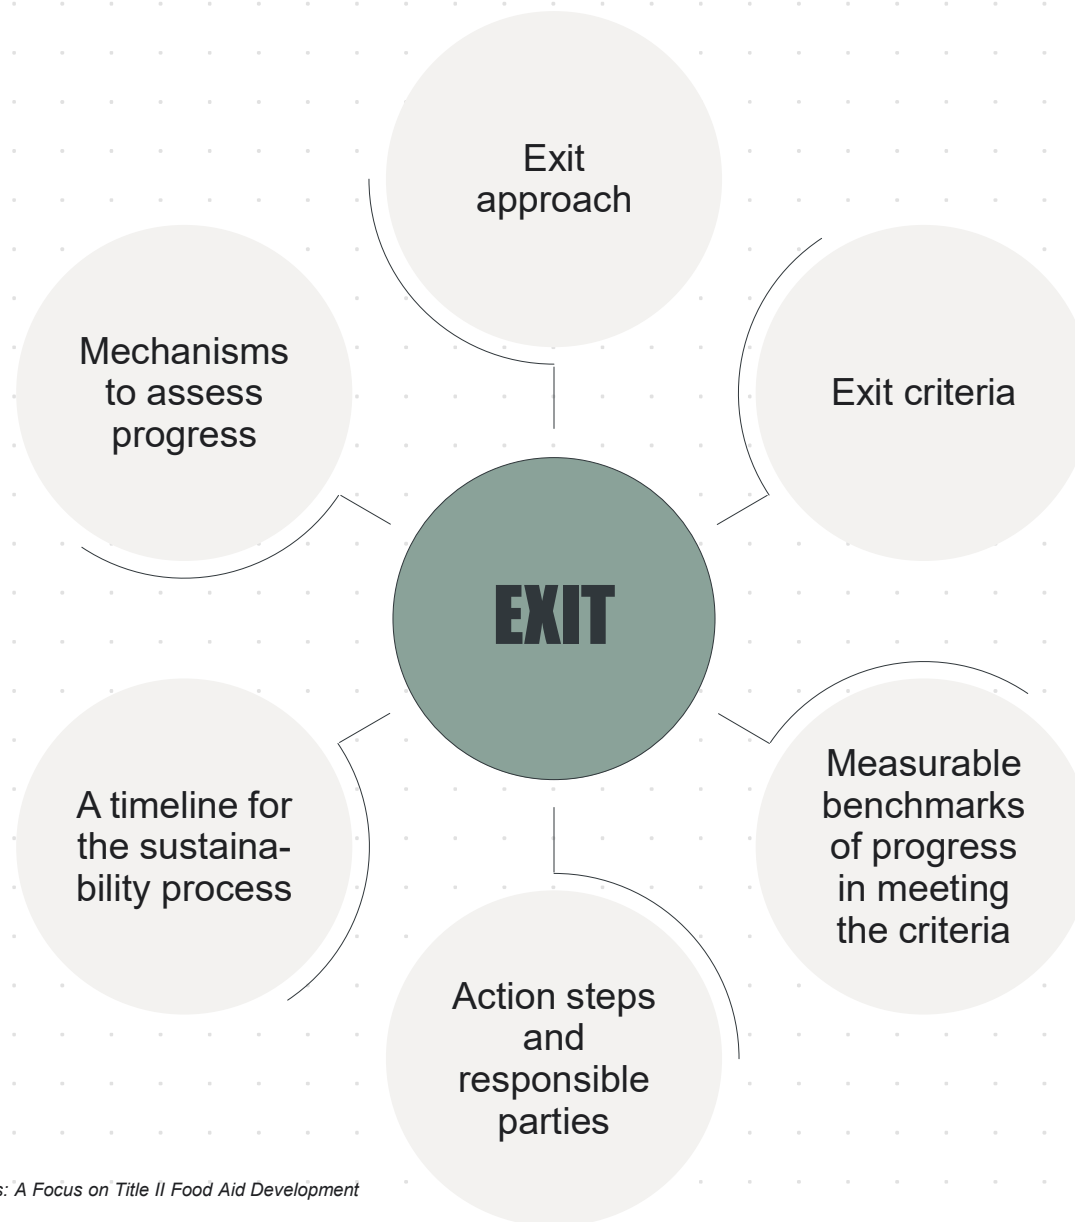 Exit
approach
Exit criteria
Measurable
benchmarks
of progress
in meeting
the criteria
Action steps
and
responsible
parties
A timeline for
the sustaina-
bility process
Mechanisms
to assess
progress
EXIT
: A Focus on Title II Food Aid Development